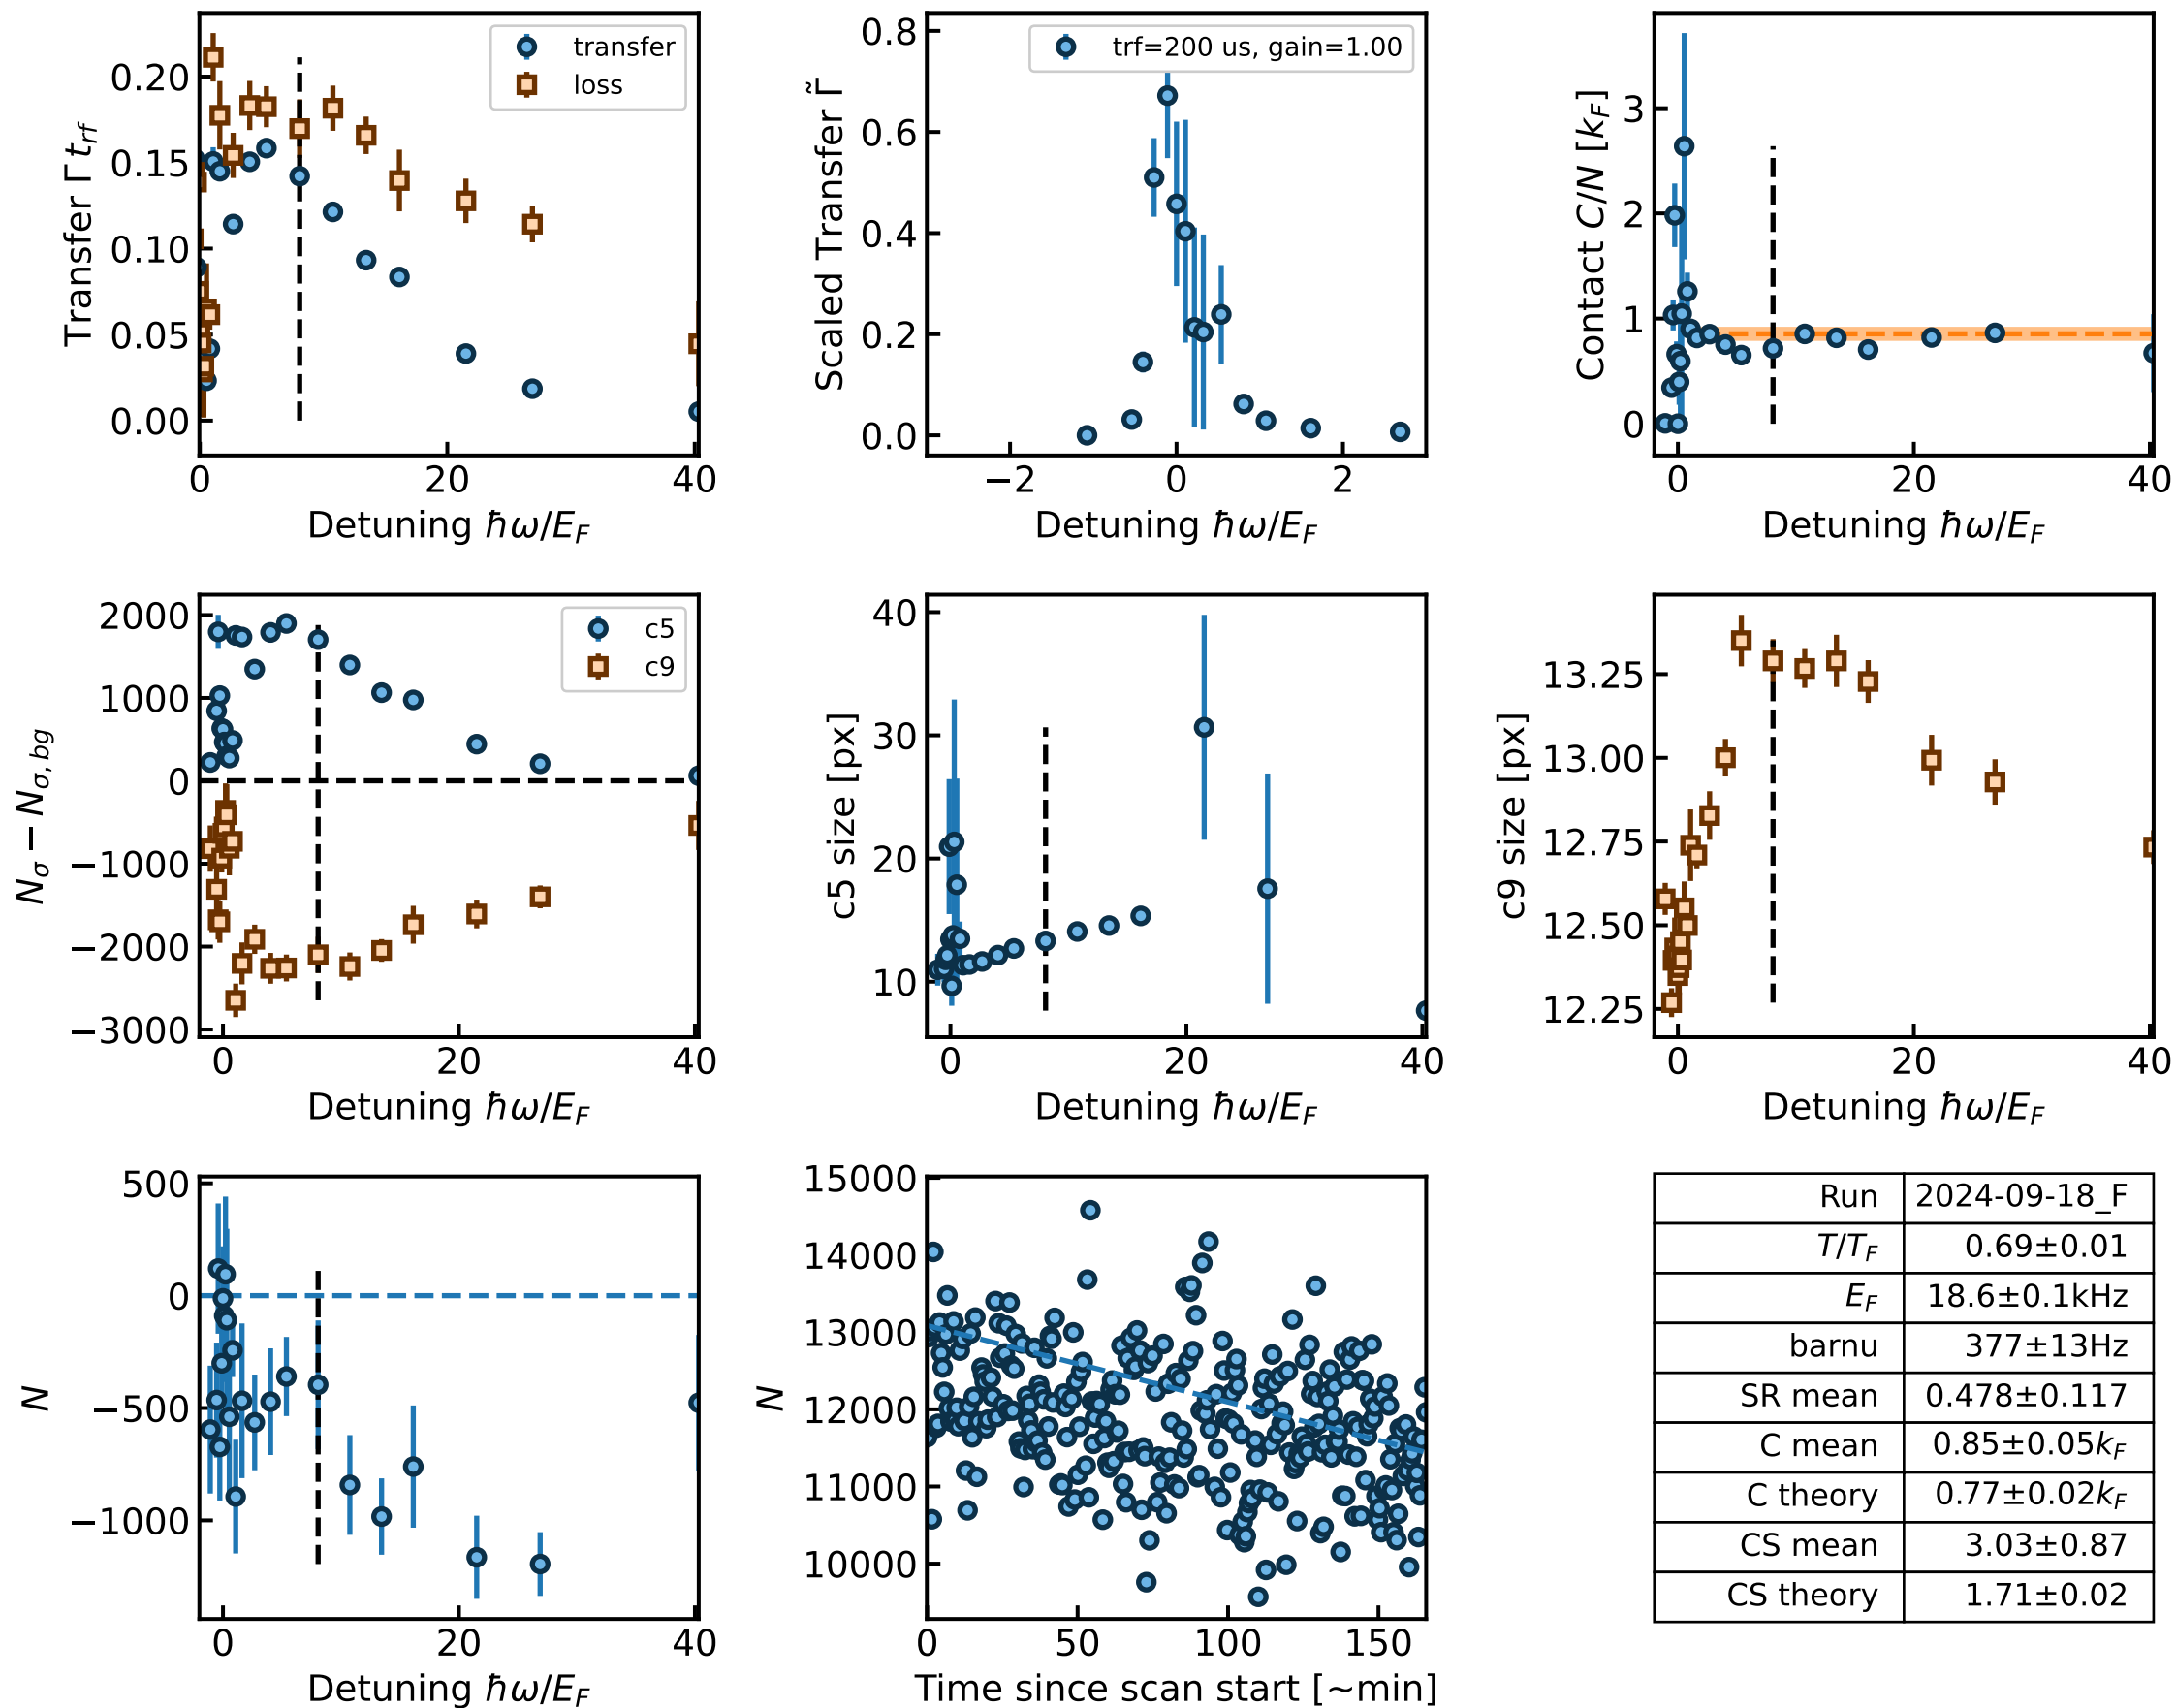 transfer
loss
0.20
0.15
0.10
0.05
0.00
Transfer Γ t_rf
0
20
40
Detuning ħω/E_F
trf=200 us, gain=1.00
0.8
0.6
0.4
0.2
0.0
Scaled Transfer Γ̃
−2
0
2
Detuning ħω/E_F
3
2
1
0
Contact C/N [k_F]
0
20
40
Detuning ħω/E_F
c5
c9
2000
1000
0
−1000
−2000
−3000
N_σ − N_σ,bg
0
20
40
Detuning ħω/E_F
40
30
20
10
c5 size [px]
0
20
40
Detuning ħω/E_F
13.25
13.00
12.75
12.50
12.25
c9 size [px]
0
20
40
Detuning ħω/E_F
500
0
−500
−1000
N
0
20
40
Detuning ħω/E_F
15000
14000
13000
12000
11000
10000
N
0
50
100
150
Time since scan start [~min]
Run 2024-09-18_F
T/T_F 0.69±0.01
E_F 18.6±0.1kHz
barnu 377±13Hz
SR mean 0.478±0.117
C mean 0.85±0.05k_F
C theory 0.77±0.02k_F
CS mean 3.03±0.87
CS theory 1.71±0.02